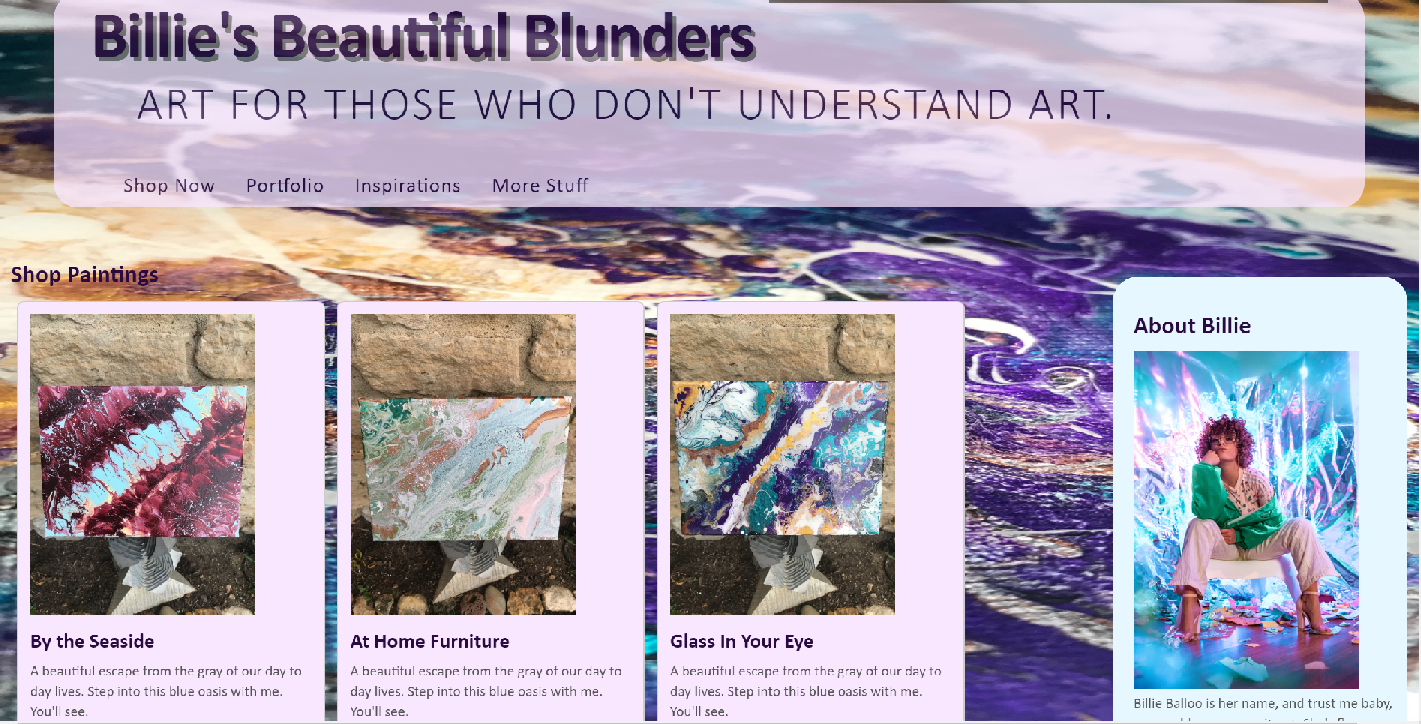 Billie's Beautiful Blunders
ART FOR THOSE WHO DON'T UNDERSTAND ART.
Shop Now Portfolio Inspirations More Stuff
Shop Paintings
By the Seaside
A beautiful escape from the gray of our day to
day lives. Step into this blue oasis with me.
You'll see.
At Home Furniture
A beautiful escape from the gray of our day to
day lives. Step into this blue oasis with me.
You'll see.
Glass In Your Eye
A beautiful escape from the gray of our day to
day lives. Step into this blue oasis with me.
You'll see.
About Billie
Billie Balloo is her name, and trust me baby,